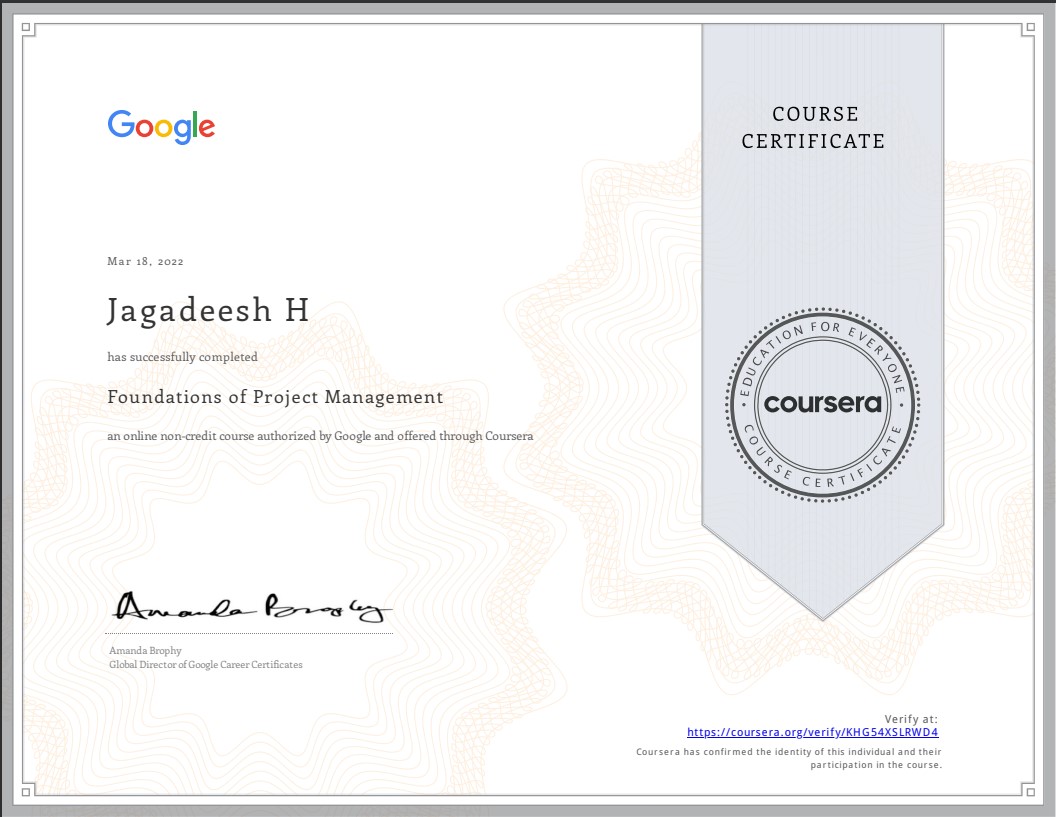 Google
COURSE
CERTIFICATE
Mar 18, 2022
Jagadeesh H
has successfully completed
Foundations of Project Management
an online non-credit course authorized by Google and offered through Coursera
EDUCATION FOR EVERYONE
coursera
COURSE CERTIFICATE
Amanda Brophy
Amanda Brophy
Global Director of Google Career Certificates
Verify at:
https://coursera.org/verify/KHG54XSLRWD4
Coursera has confirmed the identity of this individual and their
participation in the course.